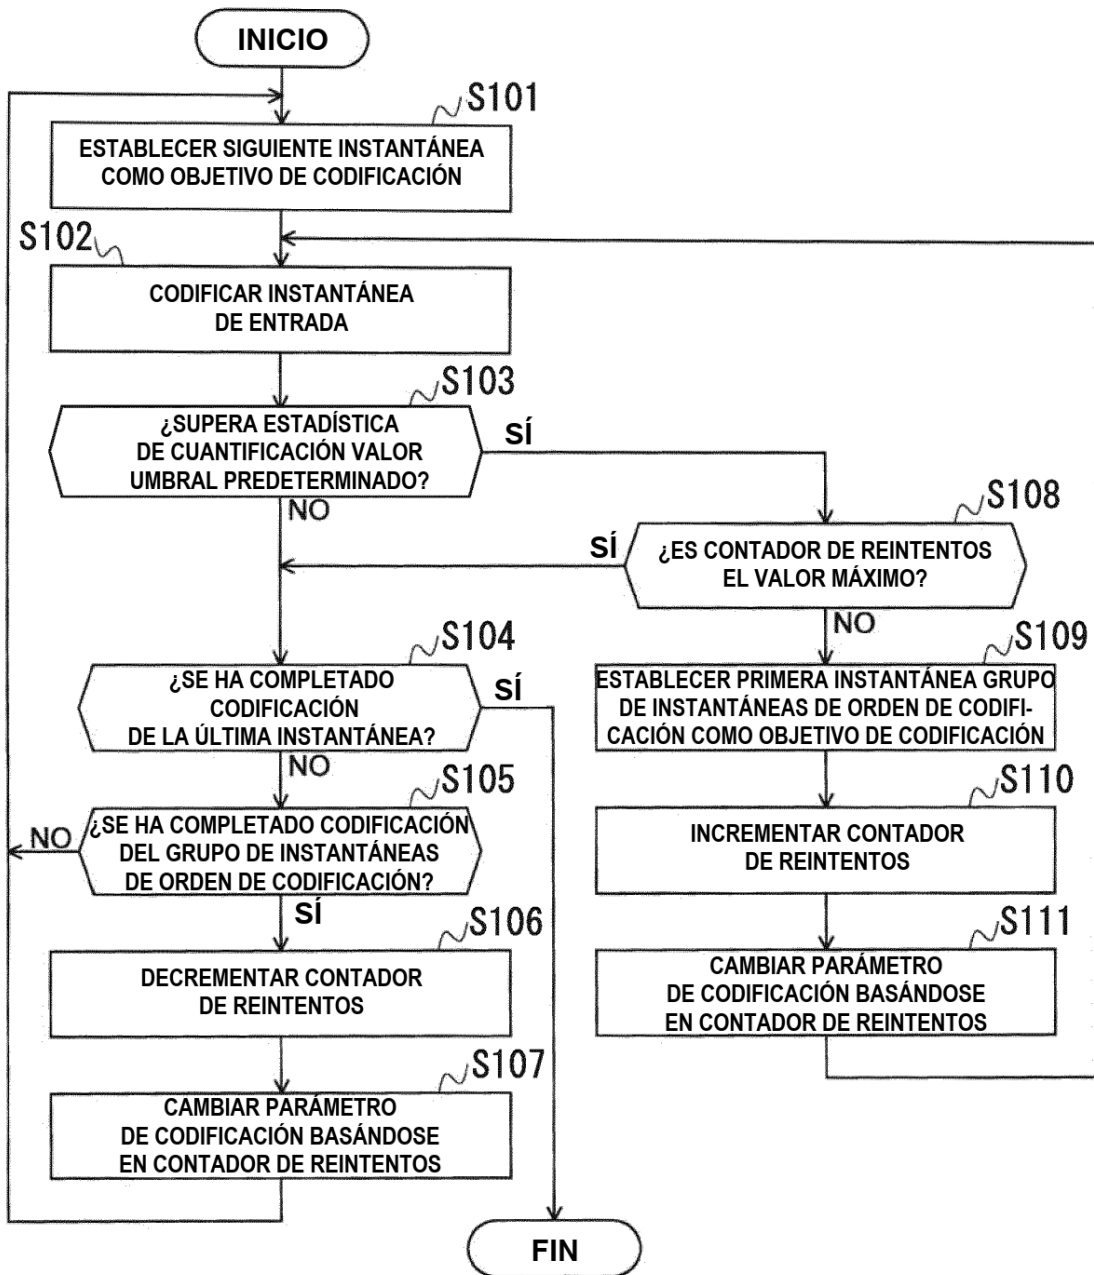 INICIO
S101
ESTABLECER SIGUIENTE INSTANTÁNEA
COMO OBJETIVO DE CODIFICACIÓN
S102
CODIFICAR INSTANTÁNEA
DE ENTRADA
S103
¿SUPERA ESTADÍSTICA
DE CUANTIFICACIÓN VALOR
UMBRAL PREDETERMINADO?
SÍ
NO
S108
¿ES CONTADOR DE REINTENTOS
EL VALOR MÁXIMO?
SÍ
NO
S104
¿SE HA COMPLETADO
CODIFICACIÓN
DE LA ÚLTIMA INSTANTÁNEA?
SÍ
NO
S109
ESTABLECER PRIMERA INSTANTÁNEA GRUPO
DE INSTANTÁNEAS DE ORDEN DE CODIFI-
CACIÓN COMO OBJETIVO DE CODIFICACIÓN
S105
¿SE HA COMPLETADO CODIFICACIÓN
DEL GRUPO DE INSTANTÁNEAS
DE ORDEN DE CODIFICACIÓN?
NO
SÍ
S110
INCREMENTAR CONTADOR
DE REINTENTOS
S106
DECREMENTAR CONTADOR
DE REINTENTOS
S111
CAMBIAR PARÁMETRO
DE CODIFICACIÓN BASÁNDOSE
EN CONTADOR DE REINTENTOS
S107
CAMBIAR PARÁMETRO
DE CODIFICACIÓN BASÁNDOSE
EN CONTADOR DE REINTENTOS
FIN